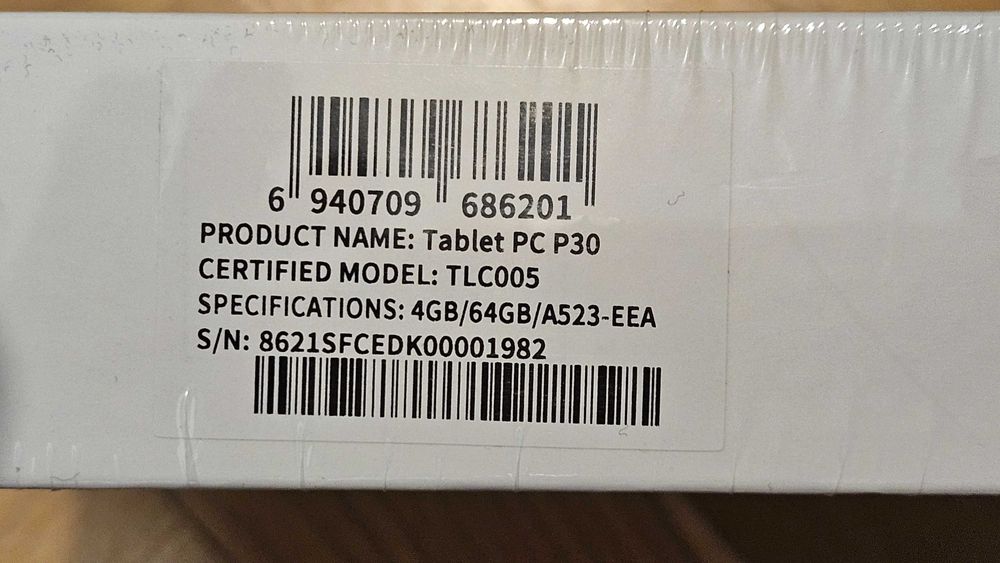 6 940709 686201
PRODUCT NAME: Tablet PC P30
CERTIFIED MODEL: TLC005
SPECIFICATIONS: 4GB/64GB/A523-EEA
S/N: 8621SFCEDK00001982